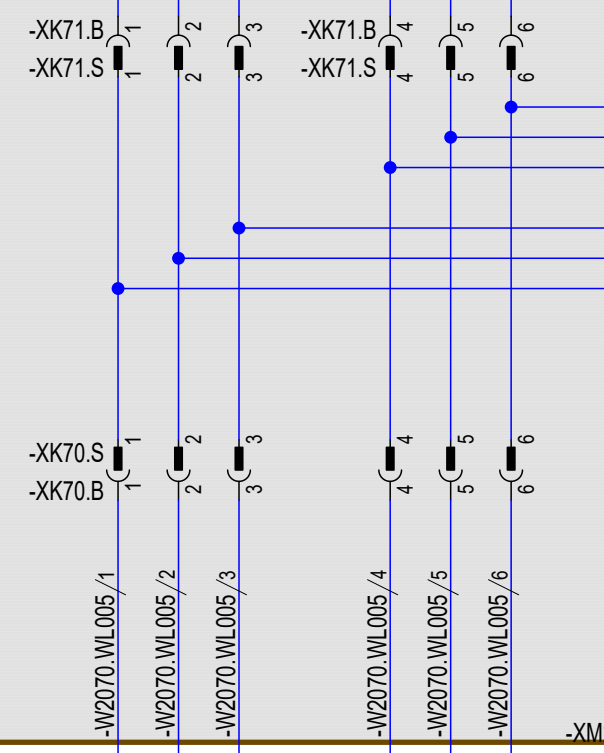 -XK71.B 1 2 3 -XK71.B 4 5 6
-XK71.S 1 2 3 -XK71.S 4 5 6
-XK70.S 1 2 3 4 5 6
-XK70.B 1 2 3 4 5 6
-W2070.WL005 /1
-W2070.WL005 /2
-W2070.WL005 /3
-W2070.WL005 /4
-W2070.WL005 /5
-W2070.WL005 /6
-XM